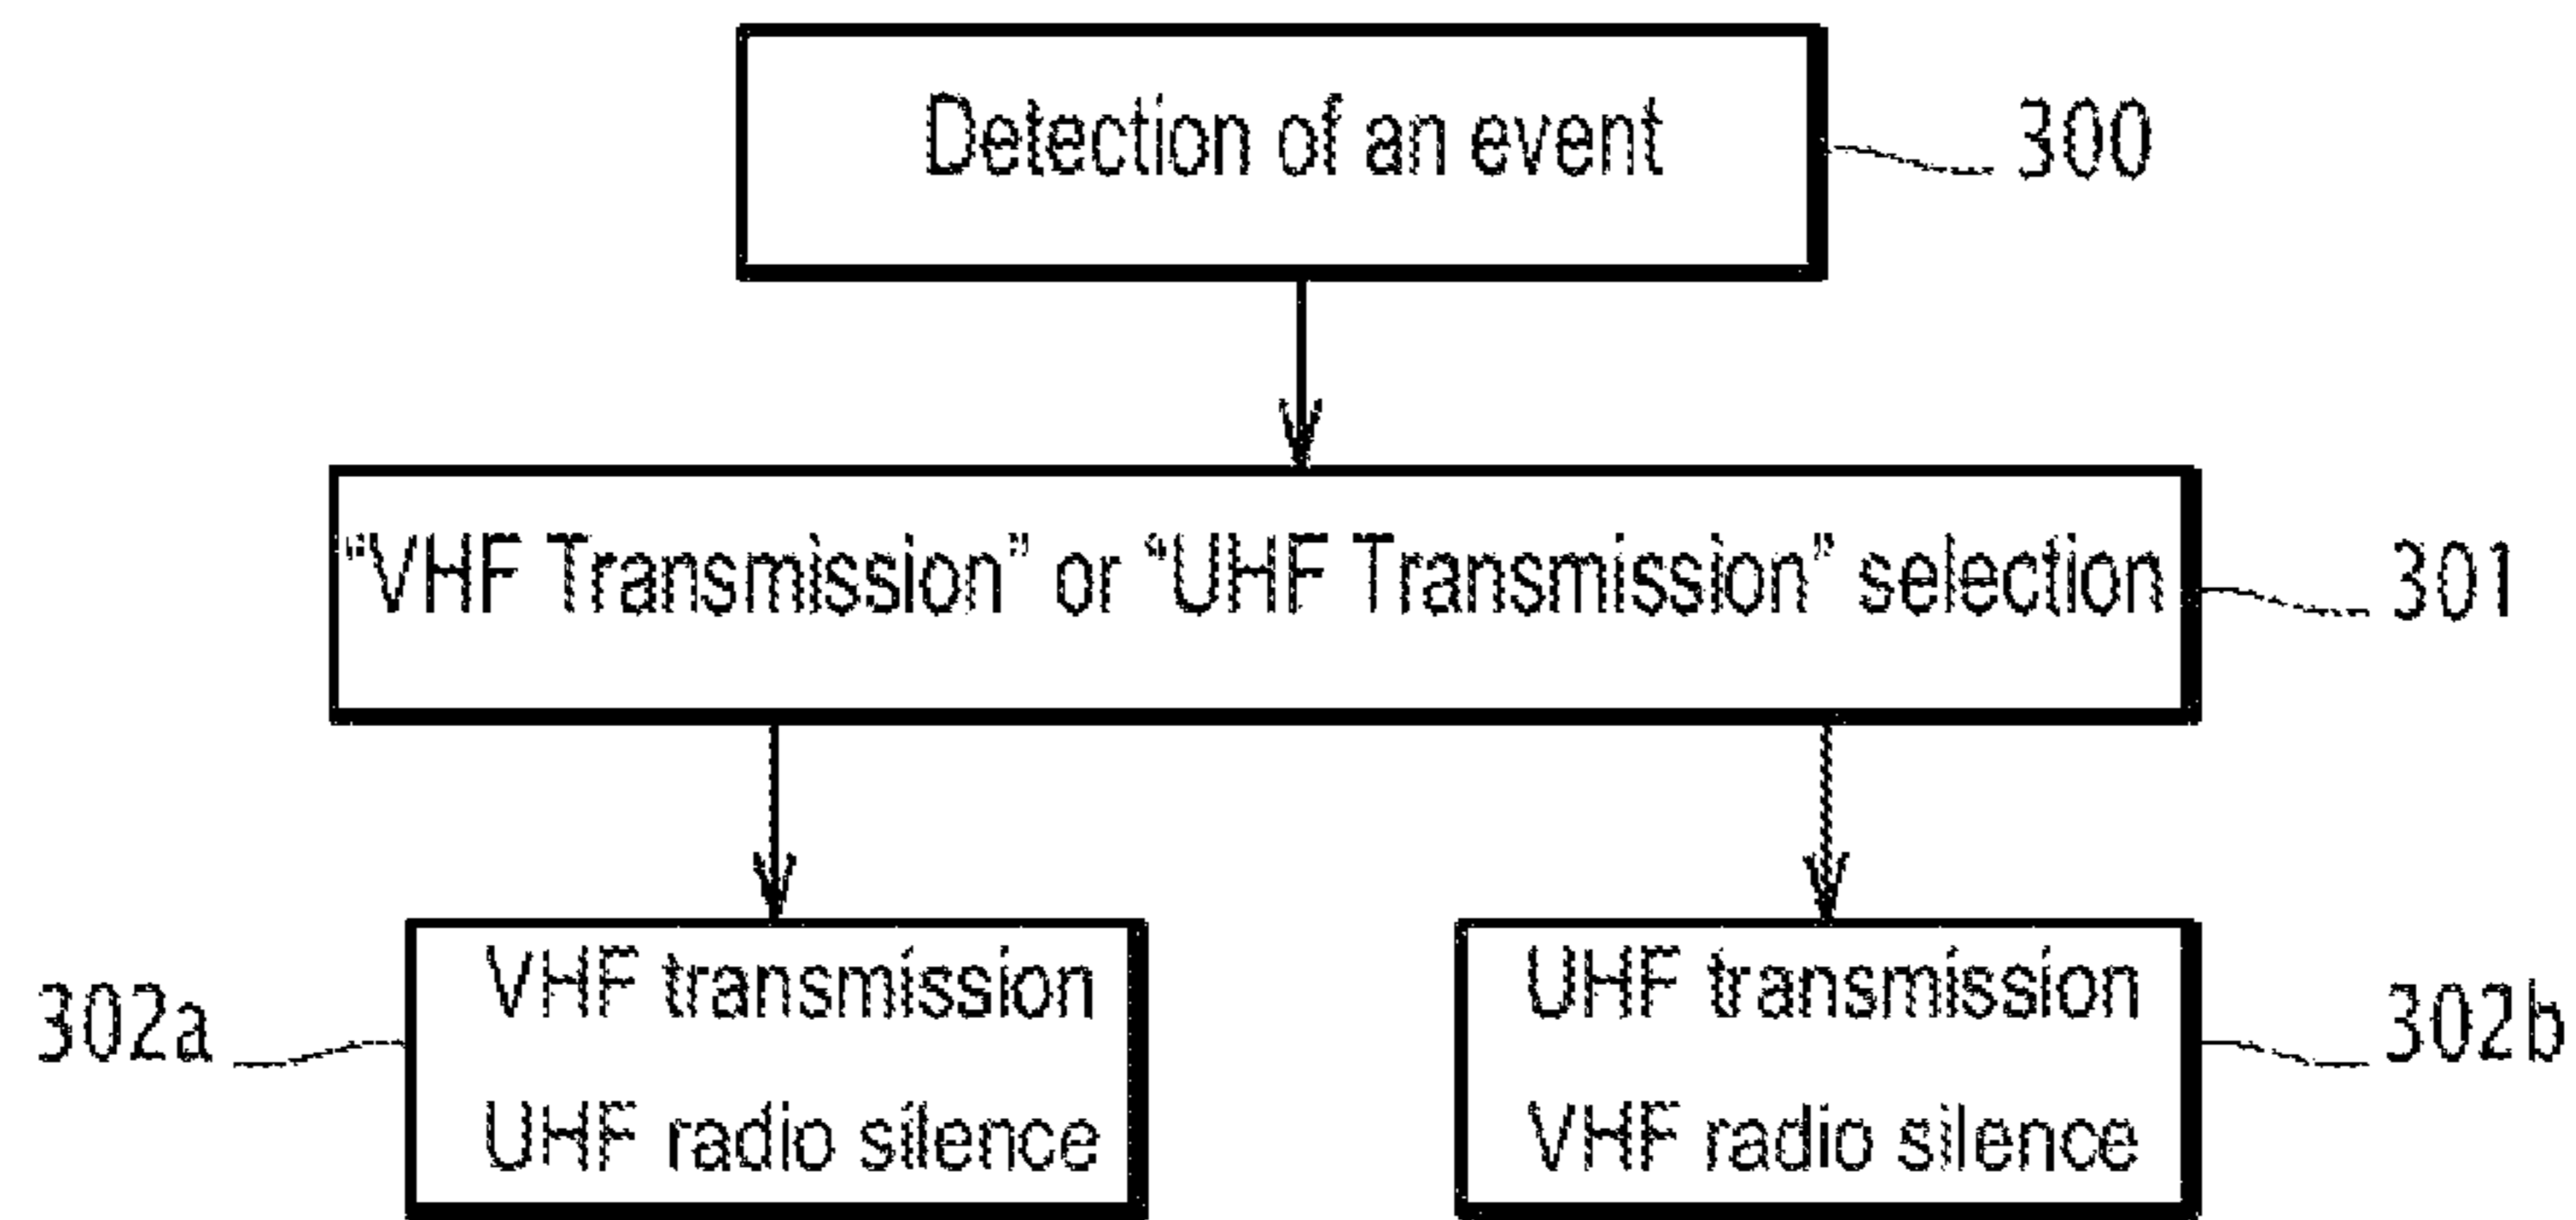 Detection of an event
300
“VHF Transmission” or “UHF Transmission” selection
301
302a
VHF transmission
UHF radio silence
UHF transmission
VHF radio silence
302b